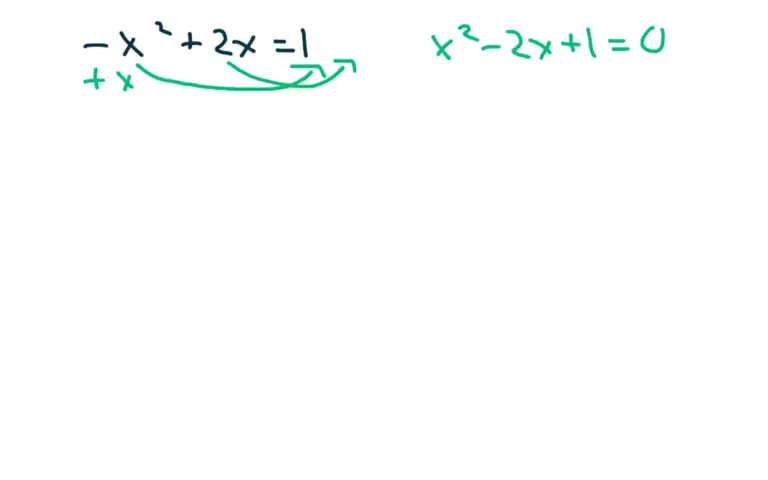 -x² + 2x = 1
x² - 2x + 1 = 0
+ x